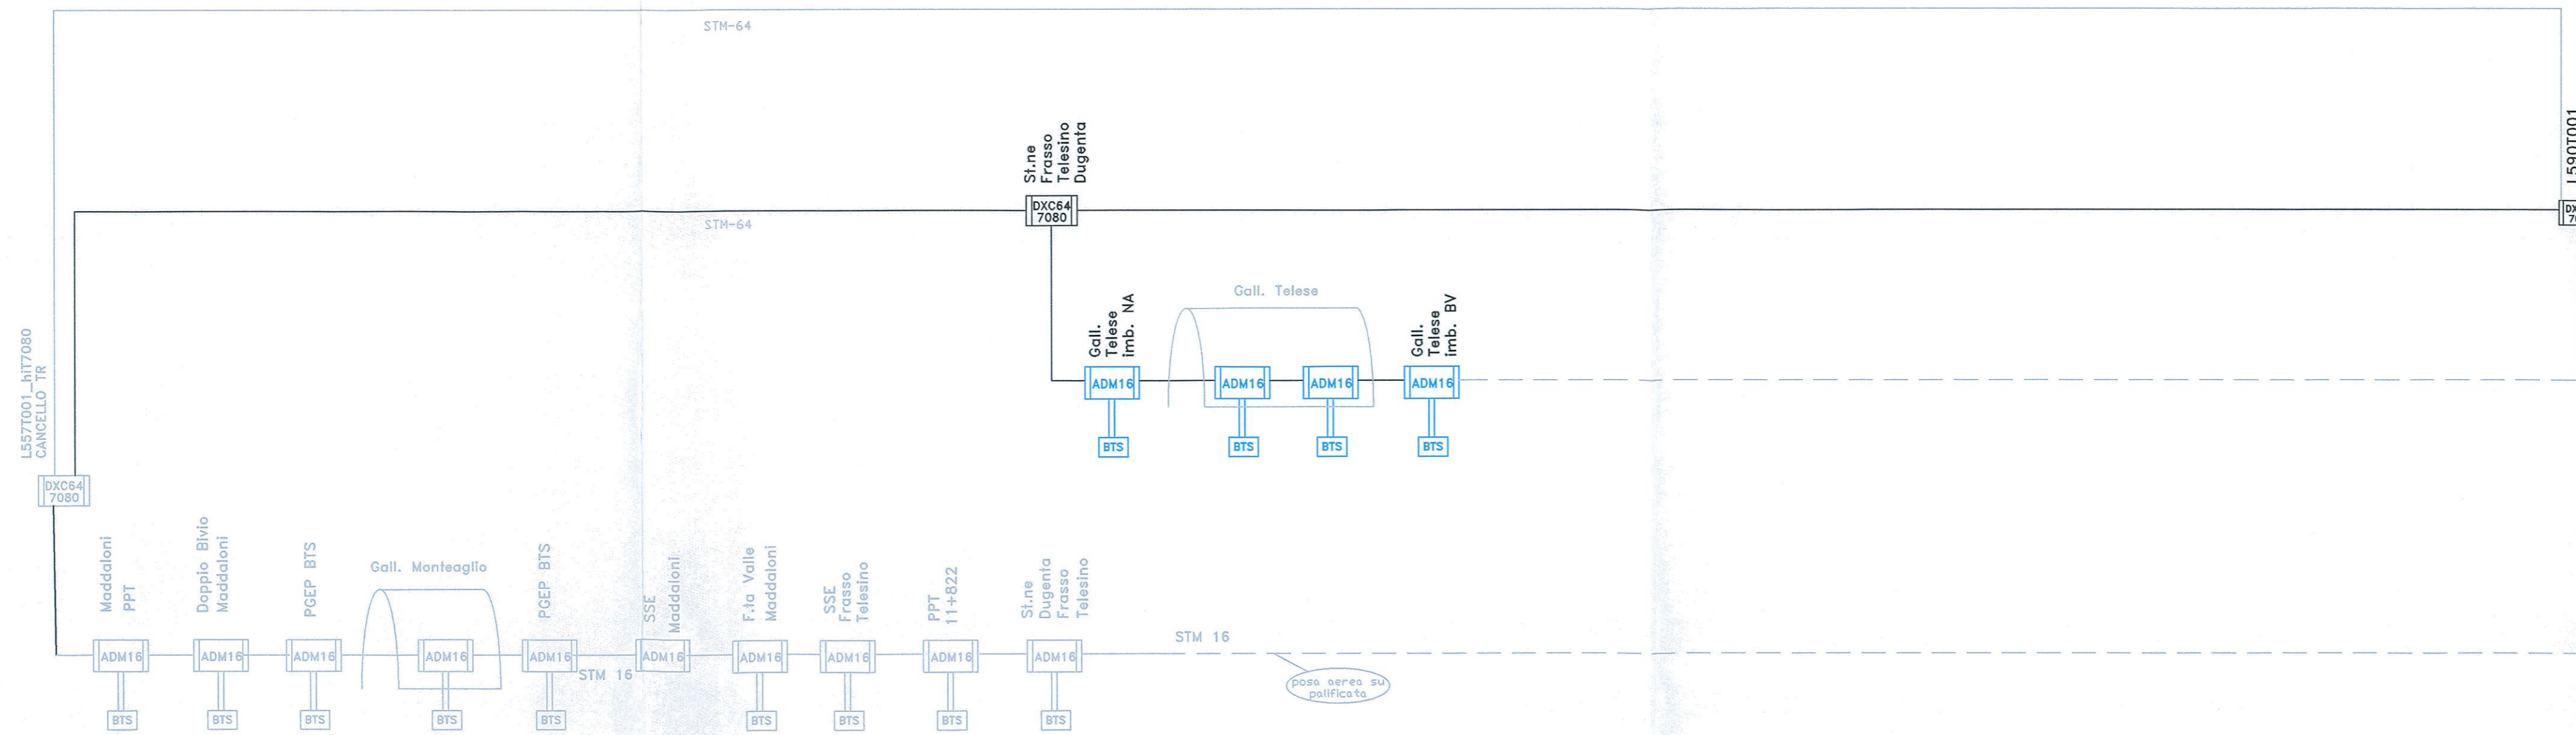 STM-64
L590T001
St.ne
Frasso
Telesino
Dugenta
DXC64
7080
STM-64
Gall. Telese
Gall.
Telese
imb. NA
Gall.
Telese
imb. BV
ADM16
ADM16
ADM16
ADM16
BTS
BTS
BTS
BTS
L557T001_hiT7080
CANCELLO TR
DXC64
7080
Maddaloni
PPT
Doppio Bivio
Maddaloni
PGEP BTS
Gall. Monteaglio
PGEP BTS
SSE
Maddaloni
F.ta Valle
Maddaloni
SSE
Frasso
Telesino
PPT
11+822
St.ne
Dugenta
Frasso
Telesino
STM 16
ADM16
ADM16
ADM16
ADM16
ADM16
ADM16
ADM16
ADM16
ADM16
ADM16
STM 16
posa aerea su
palificata
BTS
BTS
BTS
BTS
BTS
BTS
BTS
BTS
BTS